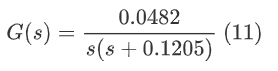 G(s) = 0.0482 / s(s + 0.1205) (11)